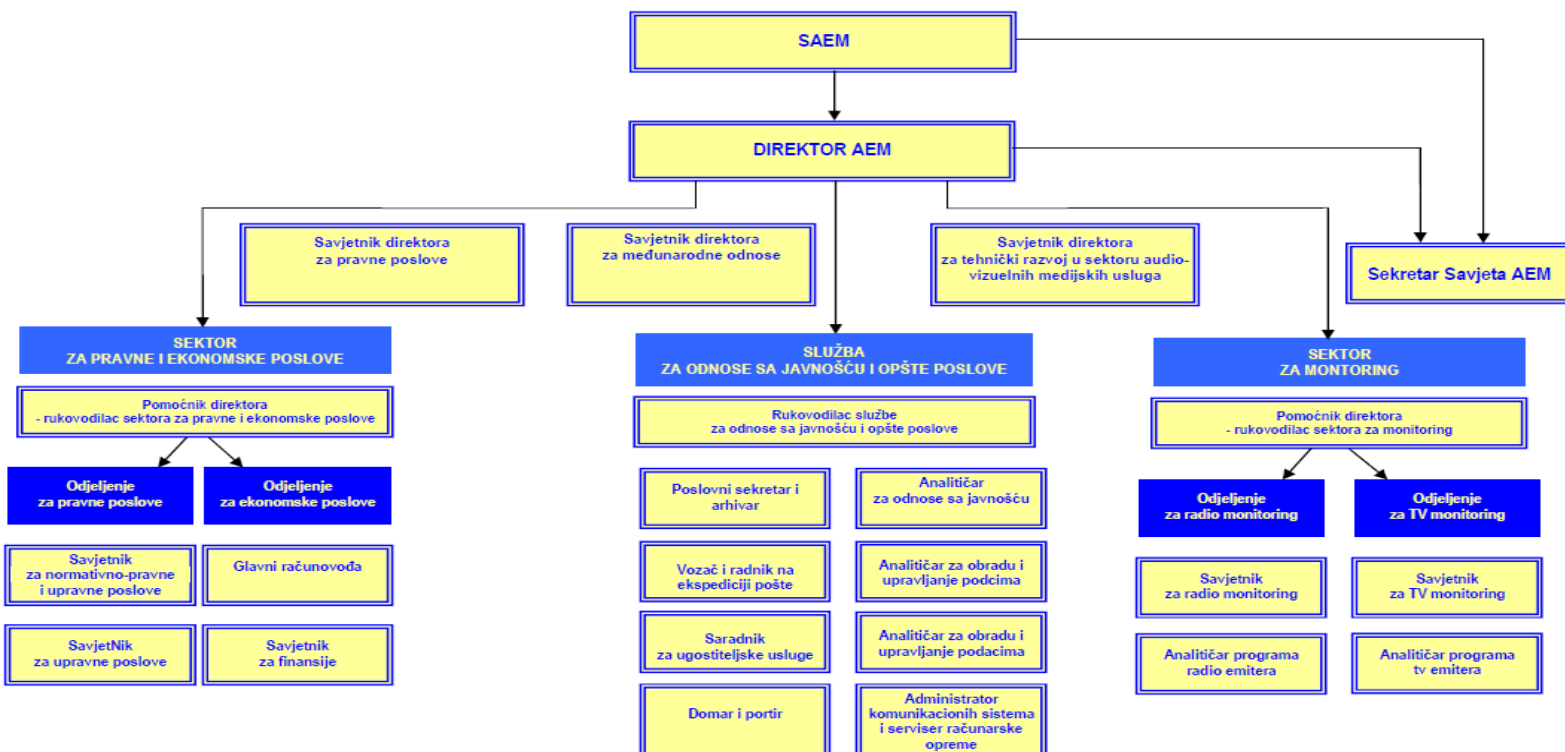 SAEM
DIREKTOR AEM
Savjetnik direktora
za pravne poslove
Savjetnik direktora
za međunarodne odnose
Savjetnik direktora
za tehnički razvoj u sektoru audio-
vizuelnih medijskih usluga
Sekretar Savjeta AEM
SEKTOR
ZA PRAVNE I EKONOMSKE POSLOVE
Pomoćnik direktora
- rukovodilac sektora za pravne i ekonomske poslove
Odjeljenje
za pravne poslove
Odjeljenje
za ekonomske poslove
Savjetnik
za normativno-pravne
i upravne poslove
Glavni računovođa
SavjetNik
za upravne poslove
Savjetnik
za finansije
SLUŽBA
ZA ODNOSE SA JAVNOŠĆU I OPŠTE POSLOVE
Rukovodilac službe
za odnose sa javnošću i opšte poslove
Poslovni sekretar i
arhivar
Analitičar
za odnose sa javnošću
Vozač i radnik na
ekspediciji pošte
Analitičar za obradu i
upravljanje podcima
Saradnik
za ugostiteljske usluge
Analitičar za obradu i
upravljanje podacima
Domar i portir
Administrator
komunikacionih sistema
i serviser računarske
opreme
SEKTOR
ZA MONTORING
Pomoćnik direktora
- rukovodilac sektora za monitoring
Odjeljenje
za radio monitoring
Odjeljenje
za TV monitoring
Savjetnik
za radio monitoring
Savjetnik
za TV monitoring
Analitičar programa
radio emitera
Analitičar programa
tv emitera